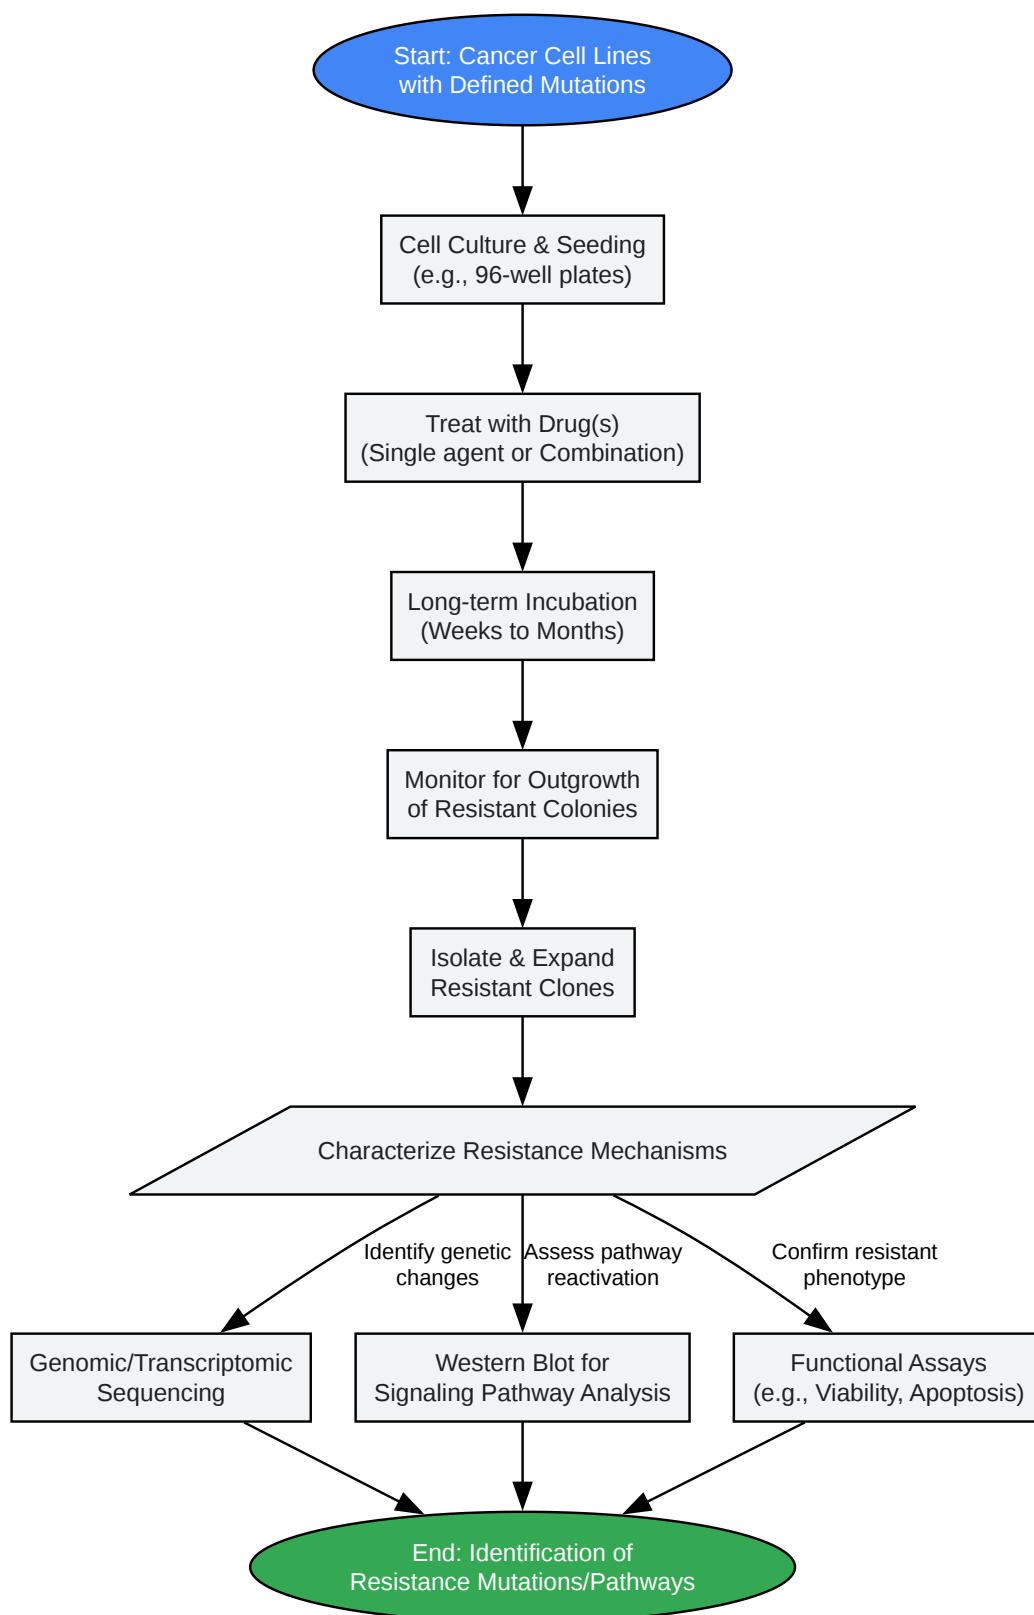 Start: Cancer Cell Lines
with Defined Mutations
Cell Culture & Seeding
(e.g., 96-well plates)
Treat with Drug(s)
(Single agent or Combination)
Long-term Incubation
(Weeks to Months)
Monitor for Outgrowth
of Resistant Colonies
Isolate & Expand
Resistant Clones
Characterize Resistance Mechanisms
Identify genetic
changes
Assess pathway
reactivation
Confirm resistant
phenotype
Genomic/Transcriptomic
Sequencing
Western Blot for
Signaling Pathway Analysis
Functional Assays
(e.g., Viability, Apoptosis)
End: Identification of
Resistance Mutations/Pathways